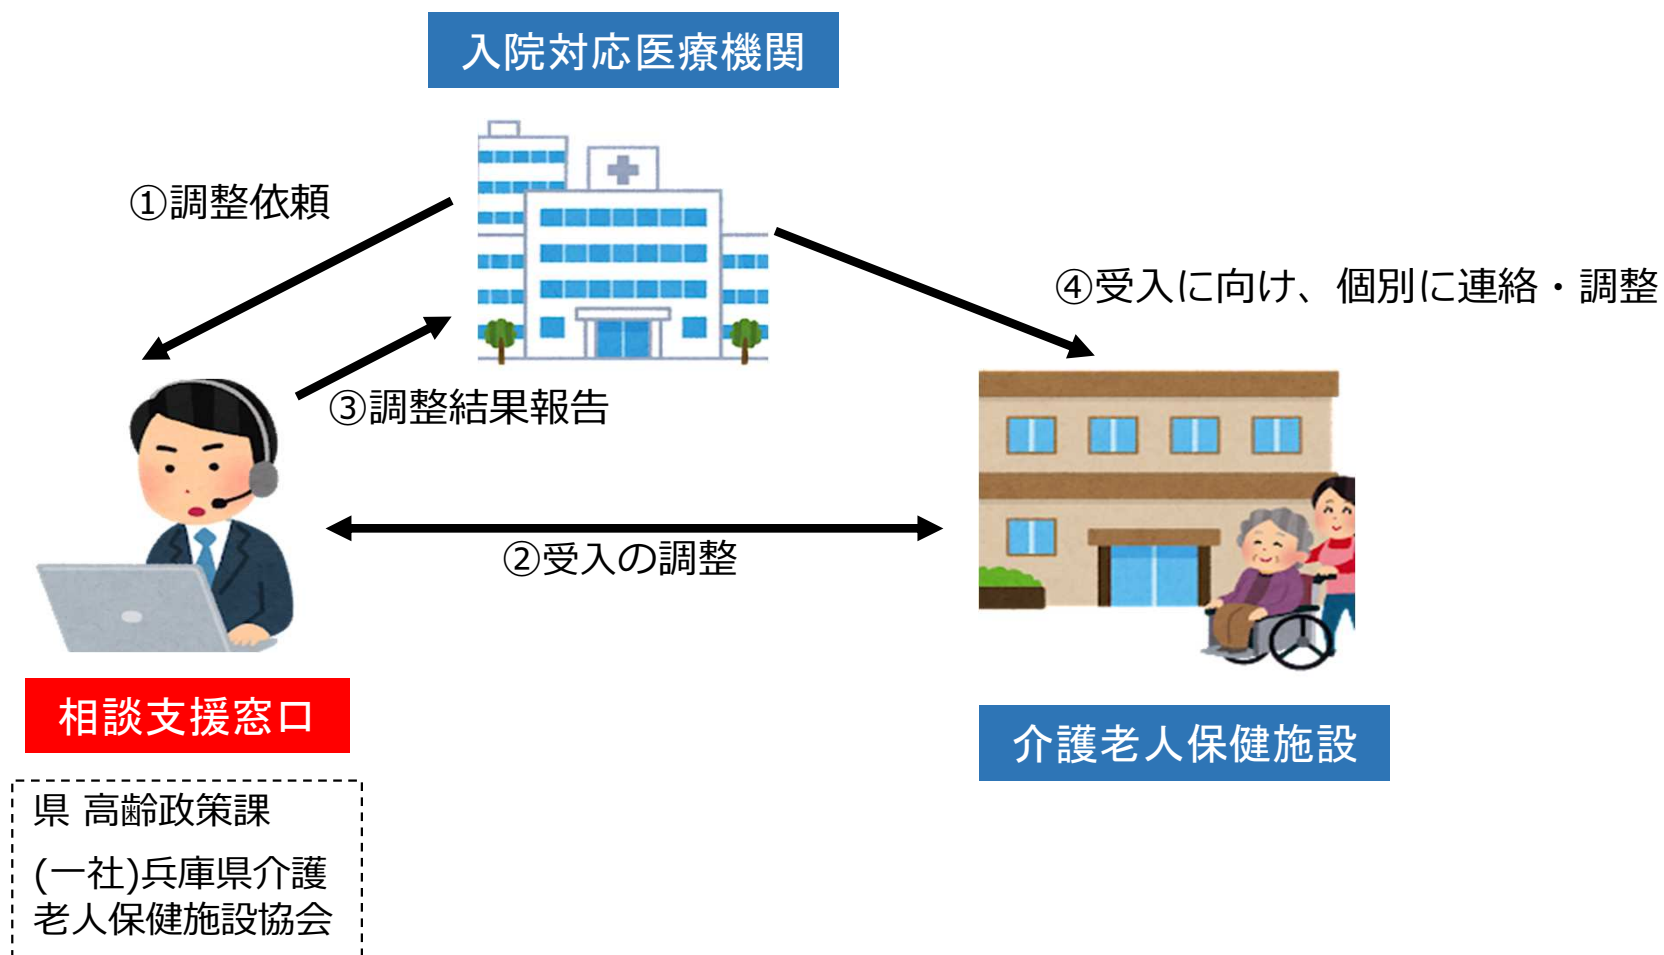 入院対応医療機関
①調整依頼
④受入に向け、個別に連絡・調整
③調整結果報告
②受入の調整
相談支援窓口
介護老人保健施設
県 高齢政策課
(一社)兵庫県介護
老人保健施設協会